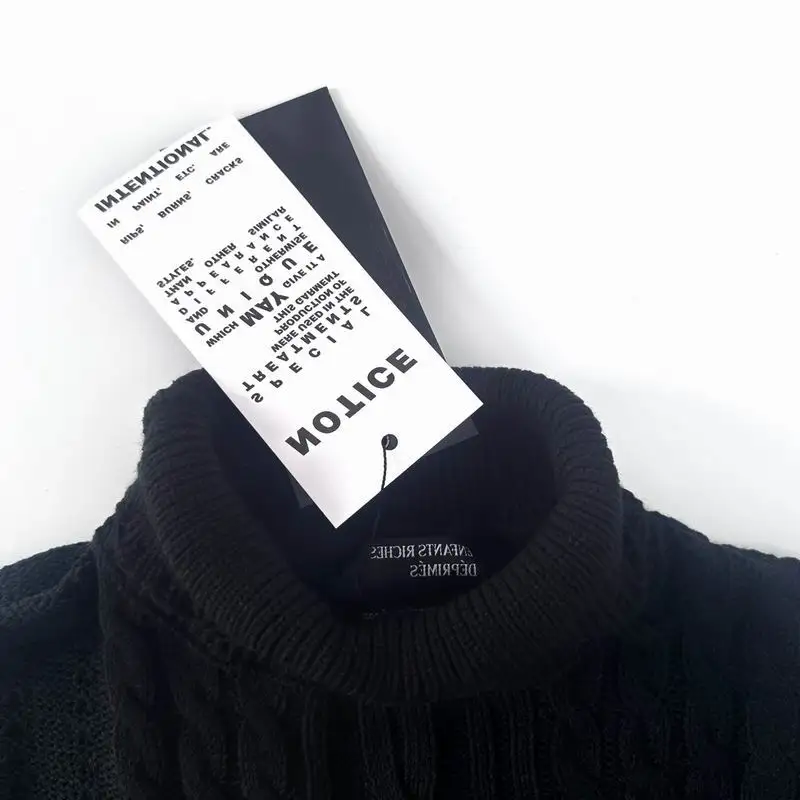 NOTICE
SPECIAL
TREATMENTS
WERE USED IN THE
PRODUCTION OF
THIS GARMENT
WHICH MAY GIVE IT A
UNIQUE
AND OTHERWISE
DIFFERENT
APPEARANCE
THAN OTHER SIMILAR
STYLES.
RIPS, BURNS, CRACKS
IN PAINT, ETC. ARE
INTENTIONAL.
ENFANTS RICHES
DÉPRIMÉS